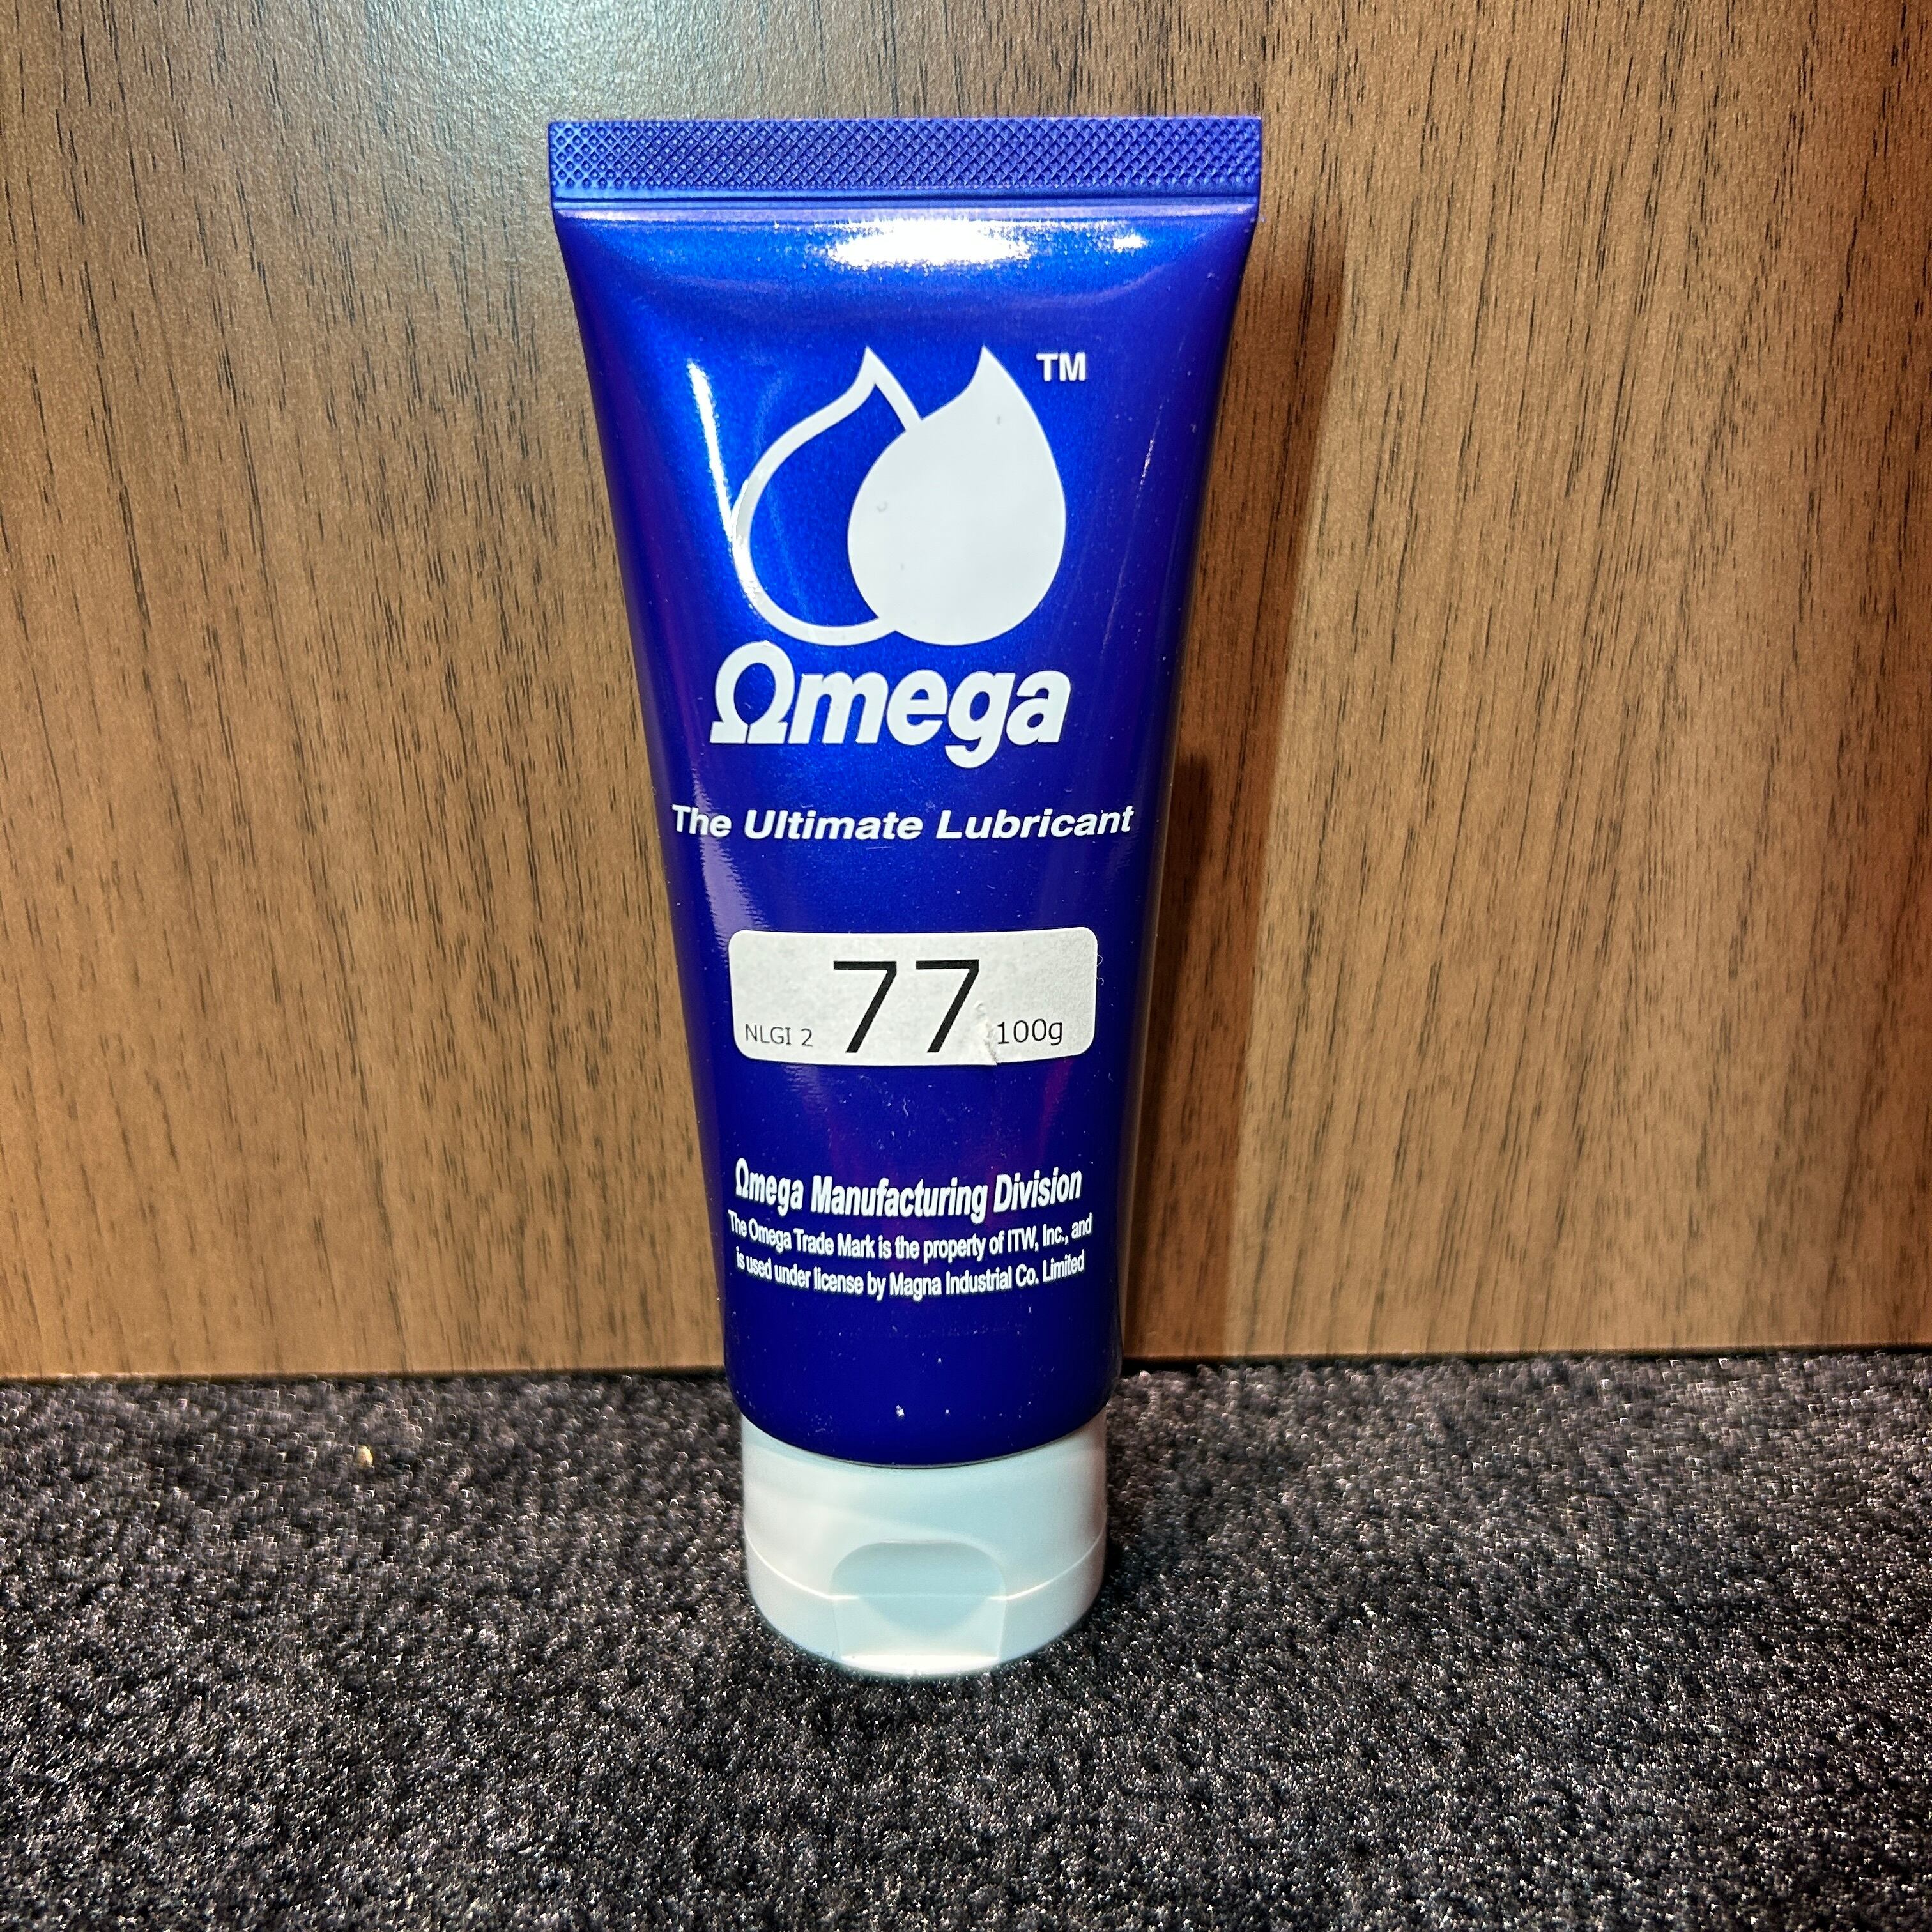 TM
Ωmega
The Ultimate Lubricant
NLGI 2 77 100g
Ωmega Manufacturing Division
The Omega Trade Mark is the property of ITW, Inc., and
is used under license by Magna Industrial Co. Limited